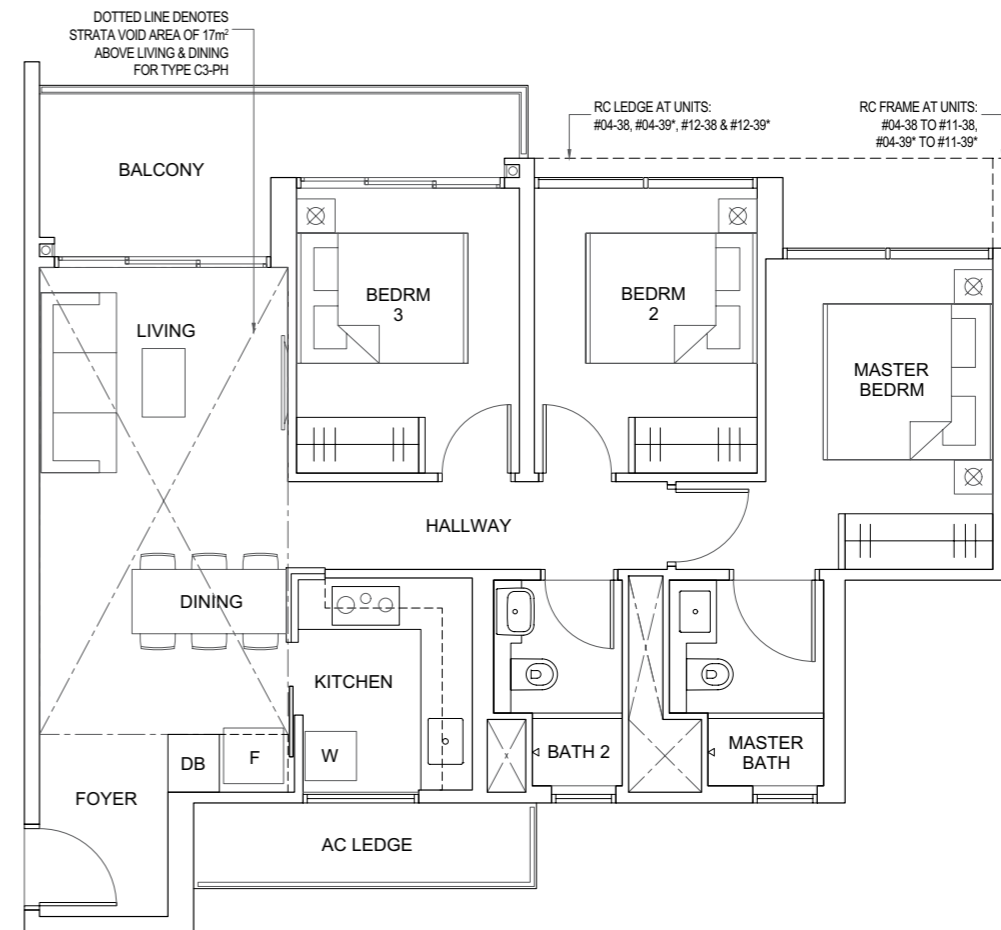 DOTTED LINE DENOTES
STRATA VOID AREA OF 17m²
ABOVE LIVING & DINING
FOR TYPE C3-PH
RC LEDGE AT UNITS:
#04-38, #04-39*, #12-38 & #12-39*
RC FRAME AT UNITS:
#04-38 TO #11-38,
#04-39* TO #11-39*
BALCONY
BEDRM
3
BEDRM
2
LIVING
MASTER
BEDRM
HALLWAY
DINING
KITCHEN
DB
F
W
BATH 2
MASTER
BATH
FOYER
AC LEDGE